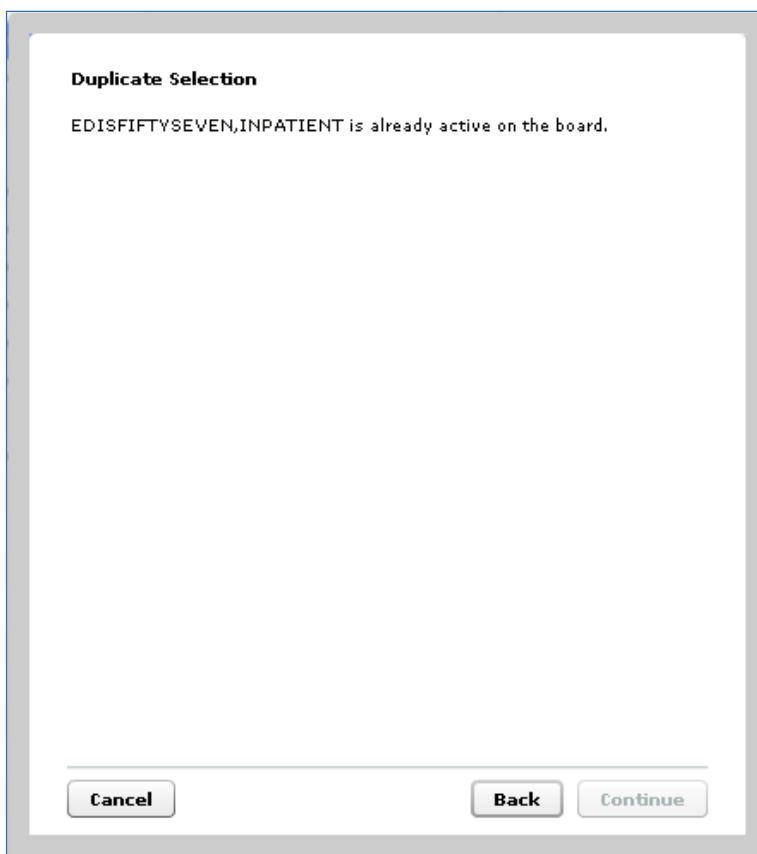 Duplicate Selection
EDISFIFTYSEVEN,INPATIENT is already active on the board.
Cancel Back Continue